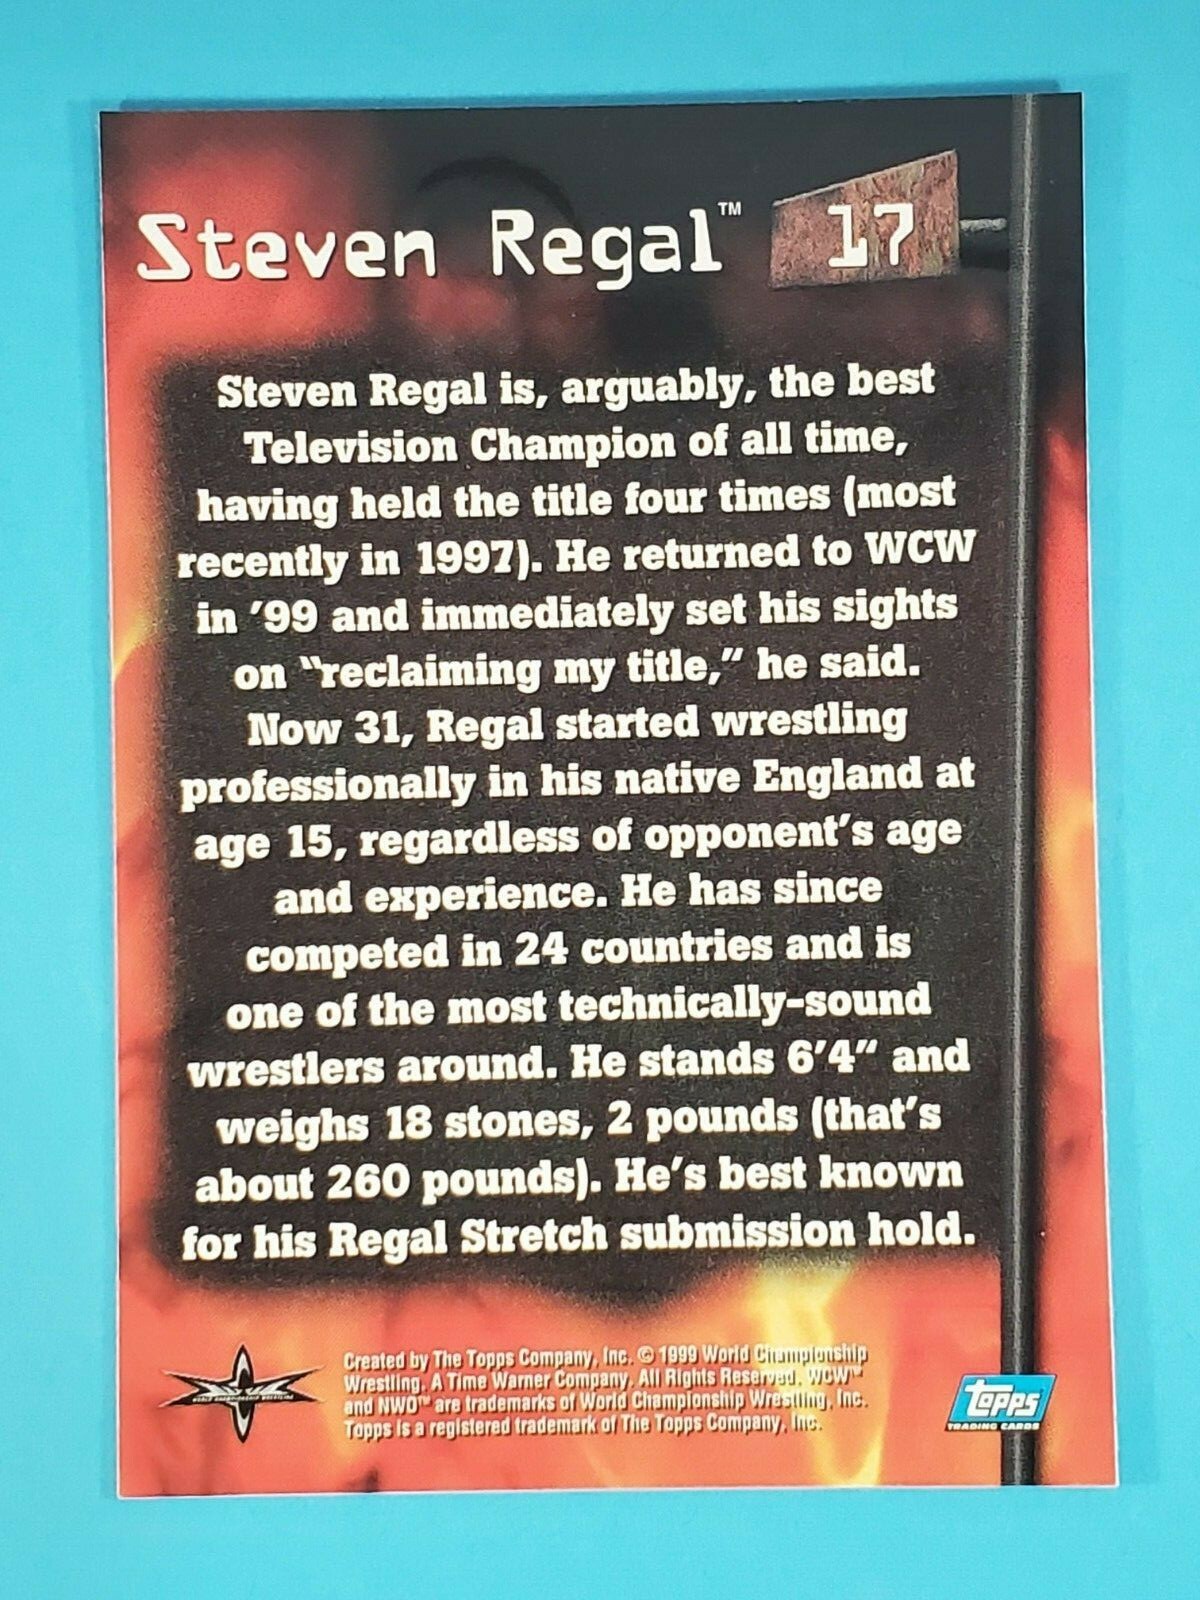 Steven Regal™ 17
Steven Regal is, arguably, the best
Television Champion of all time,
having held the title four times (most
recently in 1997). He returned to WCW
in '99 and immediately set his sights
on "reclaiming my title," he said.
Now 31, Regal started wrestling
professionally in his native England at
age 15, regardless of opponent's age
and experience. He has since
competed in 24 countries and is
one of the most technically-sound
wrestlers around. He stands 6'4" and
weighs 18 stones, 2 pounds (that's
about 260 pounds). He's best known
for his Regal Stretch submission hold.
WORLD CHAMPIONSHIP WRESTLING
Created by The Topps Company, Inc. © 1999 World Championship
Wrestling. A Time Warner Company. All Rights Reserved. WCW™
and NWO™ are trademarks of World Championship Wrestling, Inc.
Topps is a registered trademark of The Topps Company, Inc.
topps
TRADING CARDS